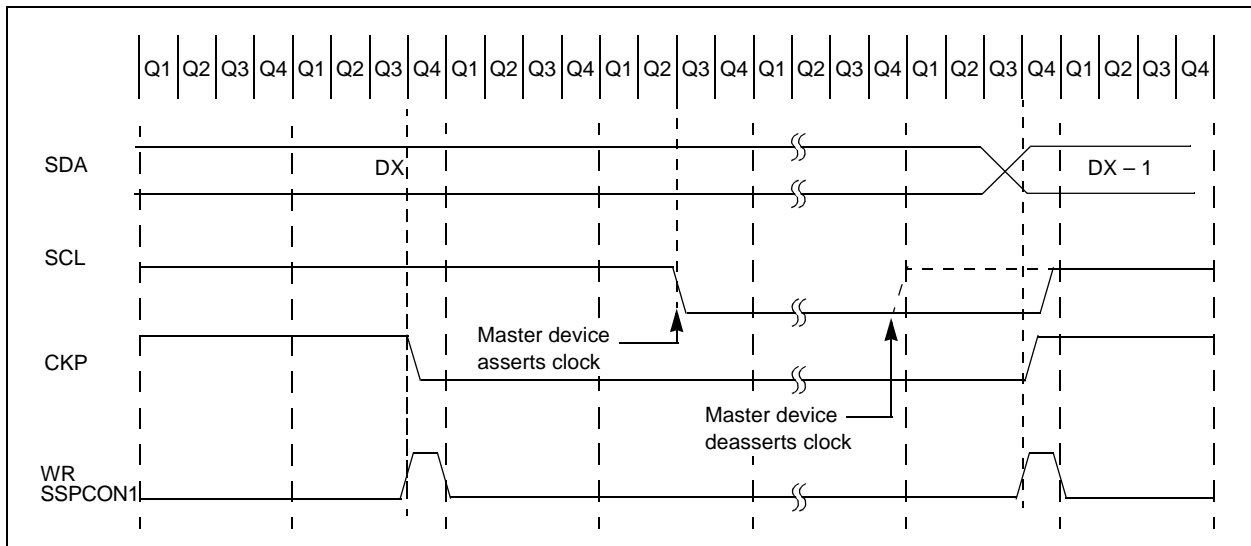 Q1 Q2 Q3 Q4 Q1 Q2 Q3 Q4 Q1 Q2 Q3 Q4 Q1 Q2 Q3 Q4 Q1 Q2 Q3 Q4 Q1 Q2 Q3 Q4 Q1 Q2 Q3 Q4
SDA
DX
DX – 1
SCL
Master device
asserts clock
CKP
Master device
deasserts clock
WR
SSPCON1